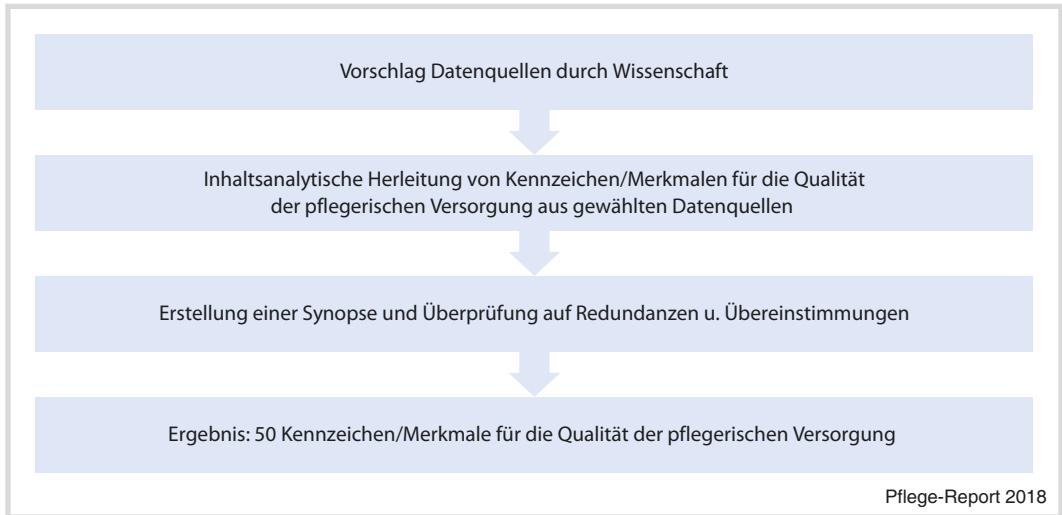 Vorschlag Datenquellen durch Wissenschaft
Inhaltsanalytische Herleitung von Kennzeichen/Merkmalen für die Qualität
der pflegerischen Versorgung aus gewählten Datenquellen
Erstellung einer Synopse und Überprüfung auf Redundanzen u. Übereinstimmungen
Ergebnis: 50 Kennzeichen/Merkmale für die Qualität der pflegerischen Versorgung
Pflege-Report 2018